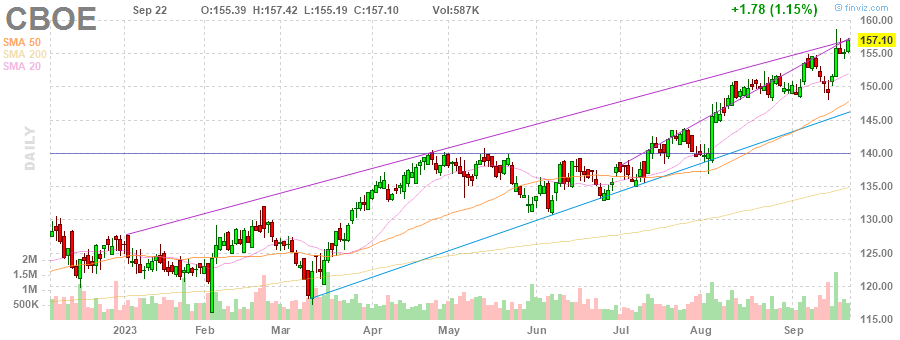 CBOE Sep 22 O:155.39 H:157.42 L:155.19 C:157.10 Vol:587K +1.78 (1.15%) © finviz.com
SMA 50
SMA 200
SMA 20
DAILY
160.00
157.10
155.00
150.00
145.00
140.00
135.00
130.00
125.00
120.00
115.00
2M
1.5M
1M
500K
2023 Feb Mar Apr May Jun Jul Aug Sep